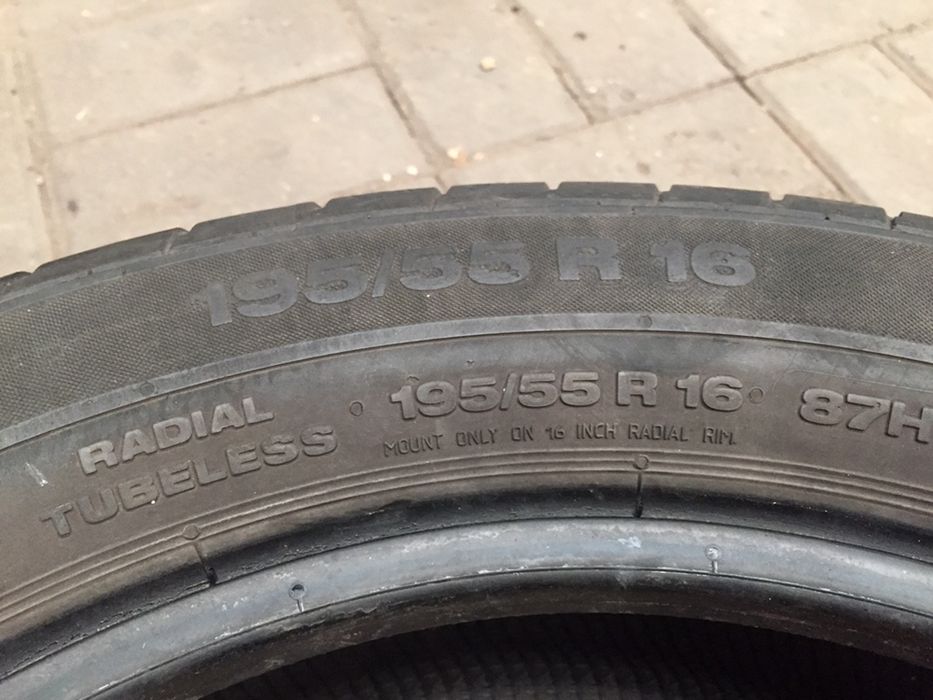 195/55 R 16
RADIAL
TUBELESS
195/55 R 16
MOUNT ONLY ON 16 INCH RADIAL RIM.
87H